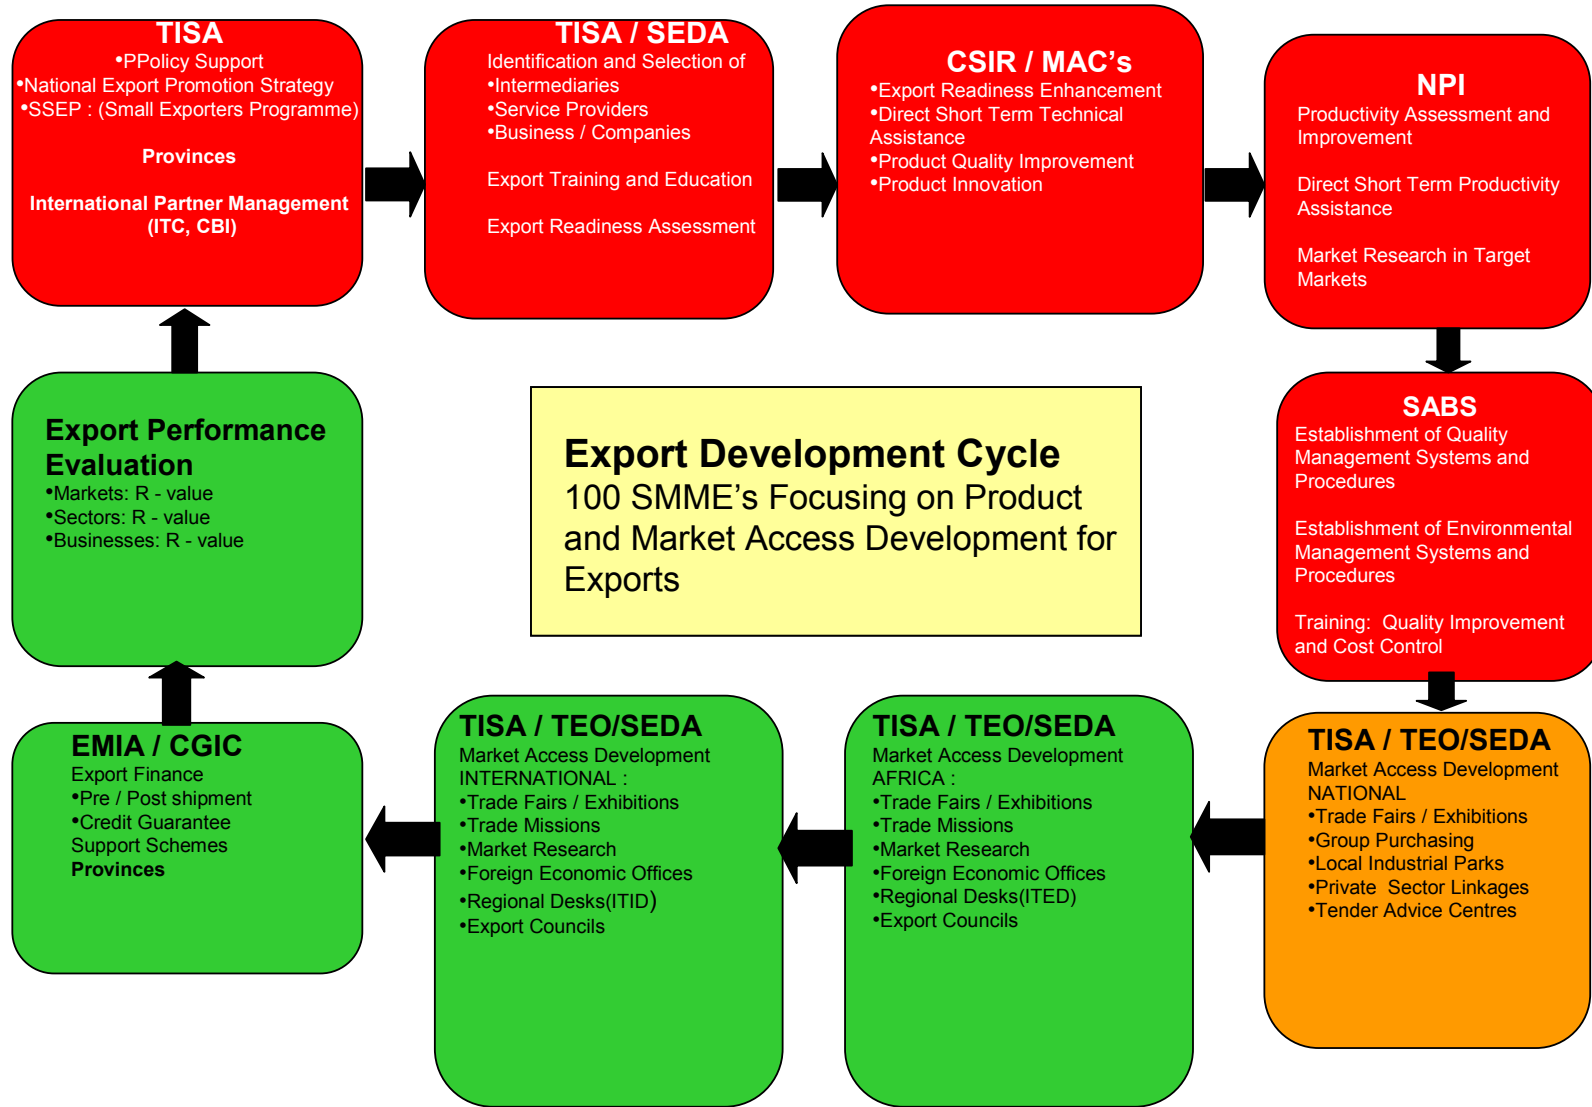 TISA
•PPolicy Support
•National Export Promotion Strategy
•SSEP : (Small Exporters Programme)
Provinces
International Partner Management
(ITC, CBI)
TISA / SEDA
Identification and Selection of
•Intermediaries
•Service Providers
•Business / Companies
Export Training and Education
Export Readiness Assessment
CSIR / MAC's
•Export Readiness Enhancement
•Direct Short Term Technical
Assistance
•Product Quality Improvement
•Product Innovation
NPI
Productivity Assessment and
Improvement
Direct Short Term Productivity
Assistance
Market Research in Target
Markets
SABS
Establishment of Quality
Management Systems and
Procedures
Establishment of Environmental
Management Systems and
Procedures
Training: Quality Improvement
and Cost Control
TISA / TEO/SEDA
Market Access Development
NATIONAL
•Trade Fairs / Exhibitions
•Group Purchasing
•Local Industrial Parks
•Private Sector Linkages
•Tender Advice Centres
TISA / TEO/SEDA
Market Access Development
AFRICA :
•Trade Fairs / Exhibitions
•Trade Missions
•Market Research
•Foreign Economic Offices
•Regional Desks(ITED)
•Export Councils
TISA / TEO/SEDA
Market Access Development
INTERNATIONAL :
•Trade Fairs / Exhibitions
•Trade Missions
•Market Research
•Foreign Economic Offices
•Regional Desks(ITID)
•Export Councils
EMIA / CGIC
Export Finance
•Pre / Post shipment
•Credit Guarantee
Support Schemes
Provinces
Export Performance
Evaluation
•Markets: R - value
•Sectors: R - value
•Businesses: R - value
Export Development Cycle
100 SMME's Focusing on Product
and Market Access Development for
Exports